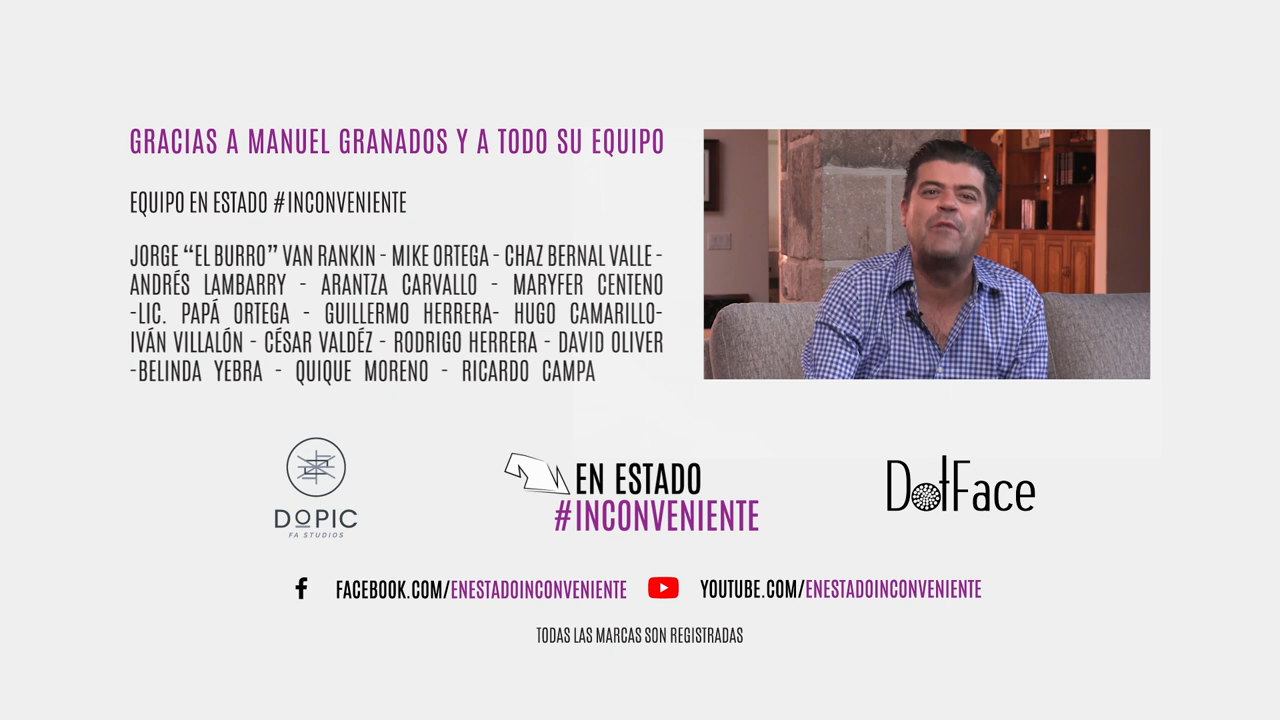 GRACIAS A MANUEL GRANADOS Y A TODO SU EQUIPO
EQUIPO EN ESTADO #INCONVENIENTE
JORGE “EL BURRO” VAN RANKIN - MIKE ORTEGA - CHAZ BERNAL VALLE -
ANDRÉS LAMBARRY - ARANTZA CARVALLO - MARYFER CENTENO
-LIC. PAPÁ ORTEGA - GUILLERMO HERRERA- HUGO CAMARILLO-
IVÁN VILLALÓN - CÉSAR VALDÉZ - RODRIGO HERRERA - DAVID OLIVER
-BELINDA YEBRA - QUIQUE MORENO - RICARDO CAMPA
DOPIC
FA STUDIOS
EN ESTADO
#INCONVENIENTE
DotFace
FACEBOOK.COM/ENESTADOINCONVENIENTE
YOUTUBE.COM/ENESTADOINCONVENIENTE
TODAS LAS MARCAS SON REGISTRADAS